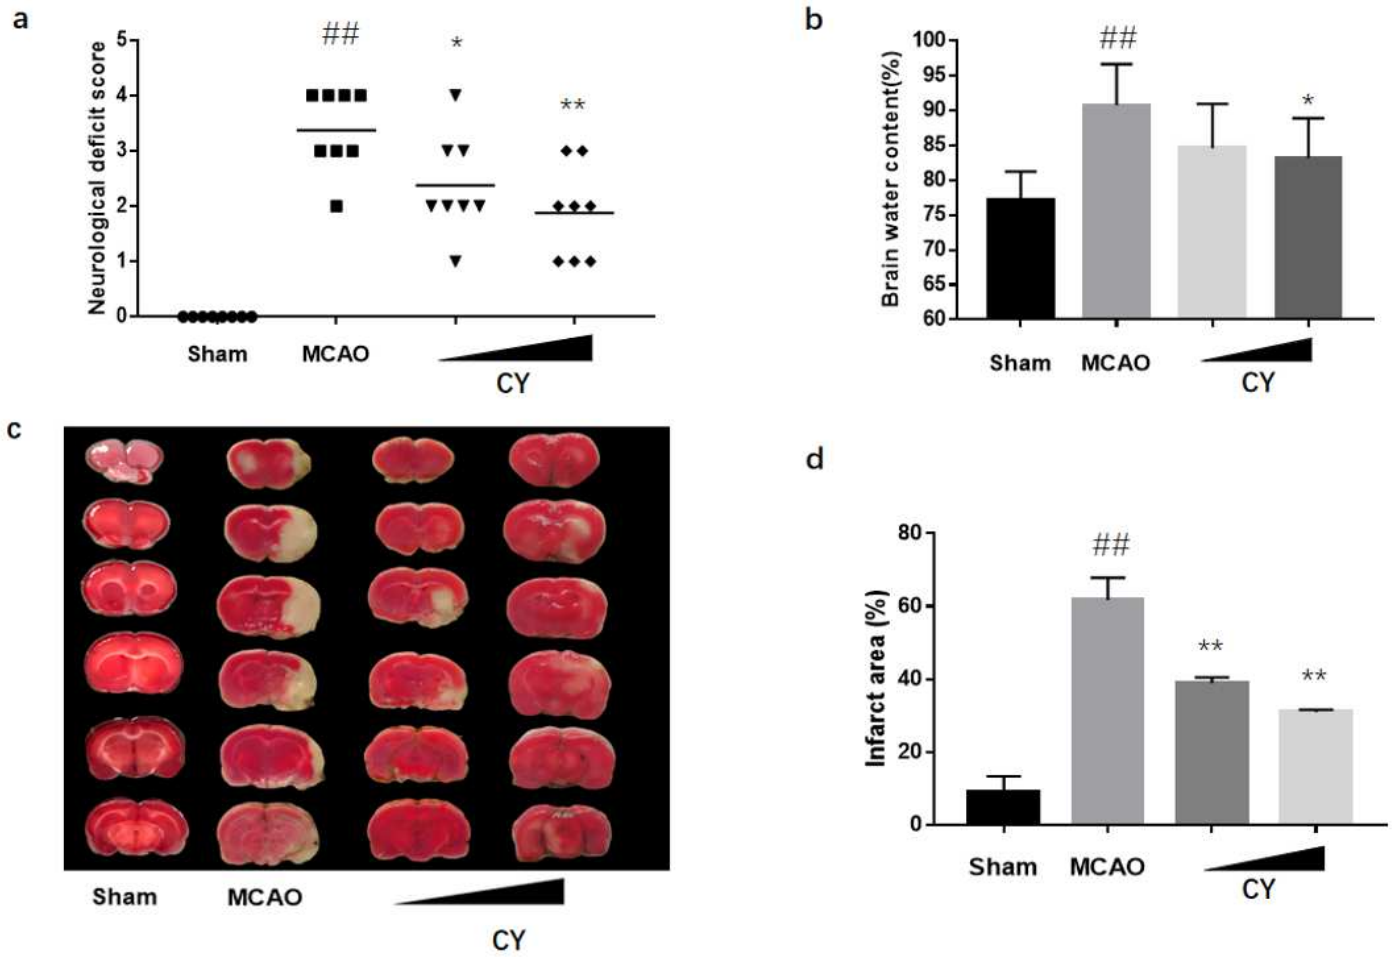 a
Neurological deficit score
5
4
3
2
1
0
##
*
**
Sham
MCAO
CY
b
Brain water content(%)
100
95
90
85
80
75
70
65
60
##
*
Sham
MCAO
CY
c
Sham
MCAO
CY
d
Infarct area (%)
80
60
40
20
0
##
**
**
Sham
MCAO
CY